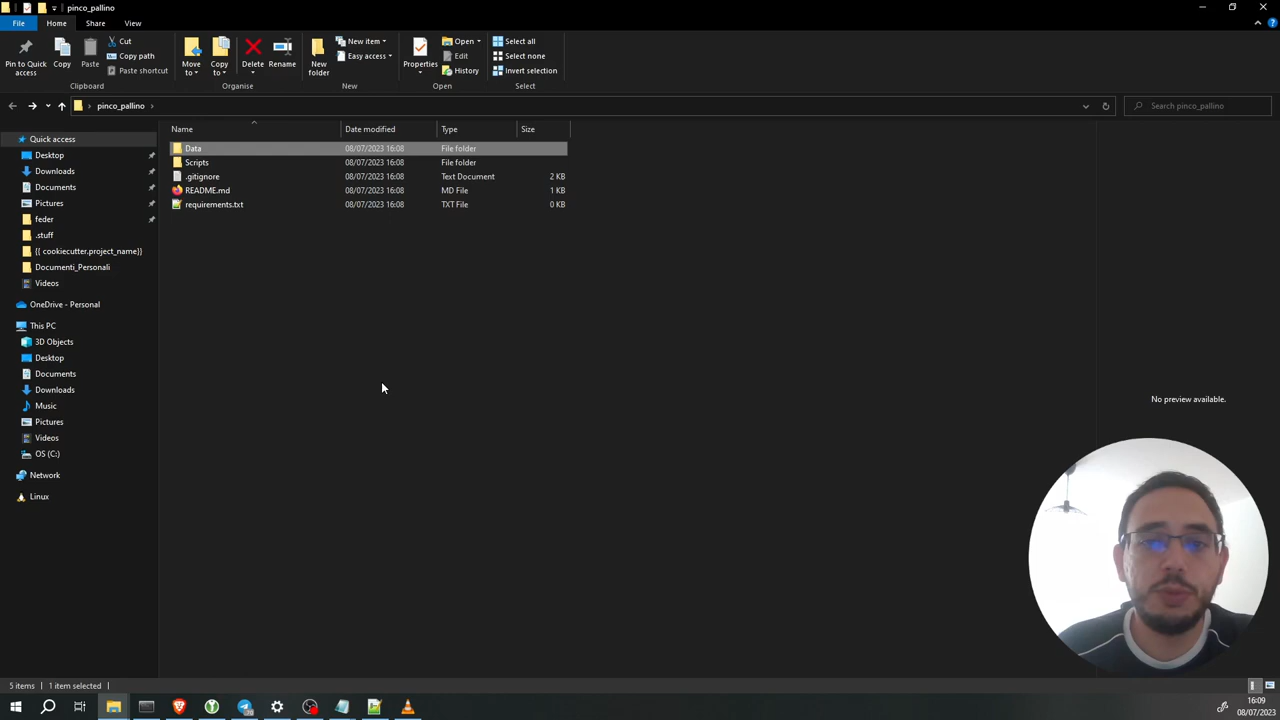 pinco_pallino
File
Home
Share
View
Pin to Quick access
Copy
Paste
Cut
Copy path
Paste shortcut
Move to
Copy to
Delete
Rename
New folder
New item
Easy access
Properties
Open
Edit
History
Select all
Select none
Invert selection
Clipboard
Organise
New
Open
Select
pinco_pallino
Search pinco_pallino
Name
Date modified
Type
Size
Data 08/07/2023 16:08 File folder
Scripts 08/07/2023 16:08 File folder
.gitignore 08/07/2023 16:08 Text Document 2 KB
README.md 08/07/2023 16:08 MD File 1 KB
requirements.txt 08/07/2023 16:08 TXT File 0 KB
Quick access
Desktop
Downloads
Documents
Pictures
feder
.stuff
{{ cookiecutter.project_name}}
Documenti_Personali
Videos
OneDrive - Personal
This PC
3D Objects
Desktop
Documents
Downloads
Music
Pictures
Videos
OS (C:)
Network
Linux
No preview available.
5 items
1 item selected
16:09
08/07/2023